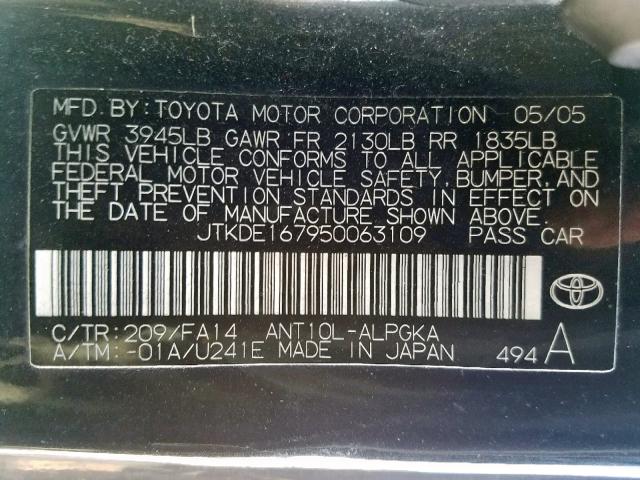 MFD. BY: TOYOTA MOTOR CORPORATION 05/05
GVWR 3945LB GAWR FR 2130LB RR 1835LB
THIS VEHICLE CONFORMS TO ALL APPLICABLE
FEDERAL MOTOR VEHICLE SAFETY, BUMPER, AND
THEFT PREVENTION STANDARDS IN EFFECT ON
THE DATE OF MANUFACTURE SHOWN ABOVE.
JTKDE167950063109 PASS CAR
C/TR: 209/FA14 ANT10L-ALPGKA
A/TM: -01A/U241E MADE IN JAPAN 494 A